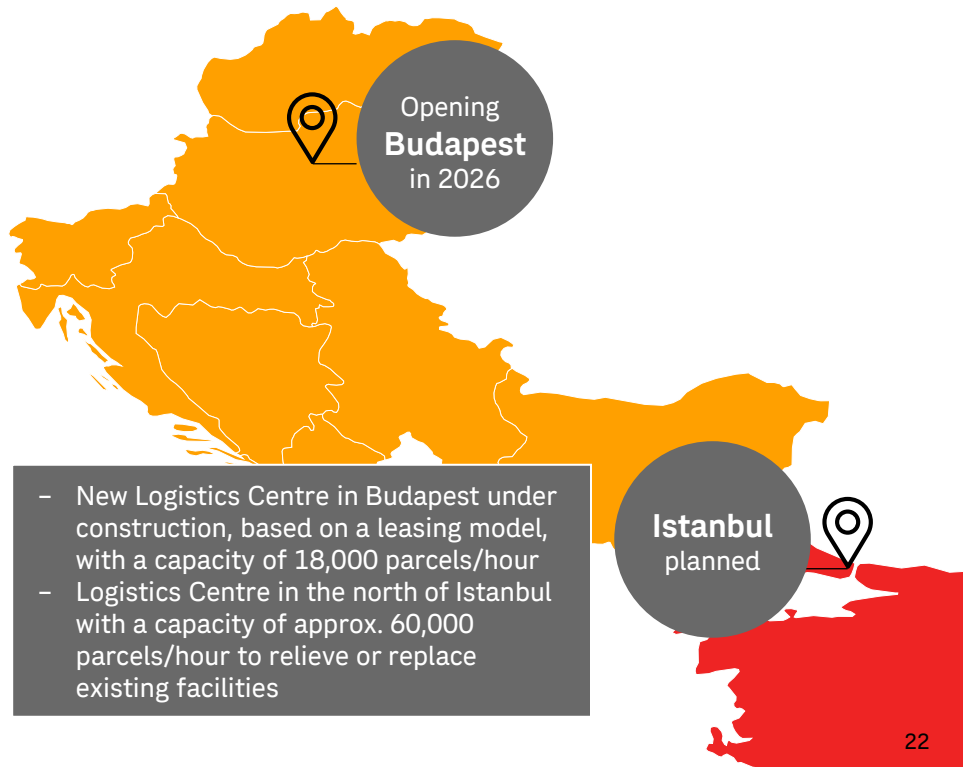 Opening
Budapest
in 2026
– New Logistics Centre in Budapest under
construction, based on a leasing model,
with a capacity of 18,000 parcels/hour
– Logistics Centre in the north of Istanbul
with a capacity of approx. 60,000
parcels/hour to relieve or replace
existing facilities
Istanbul
planned
22